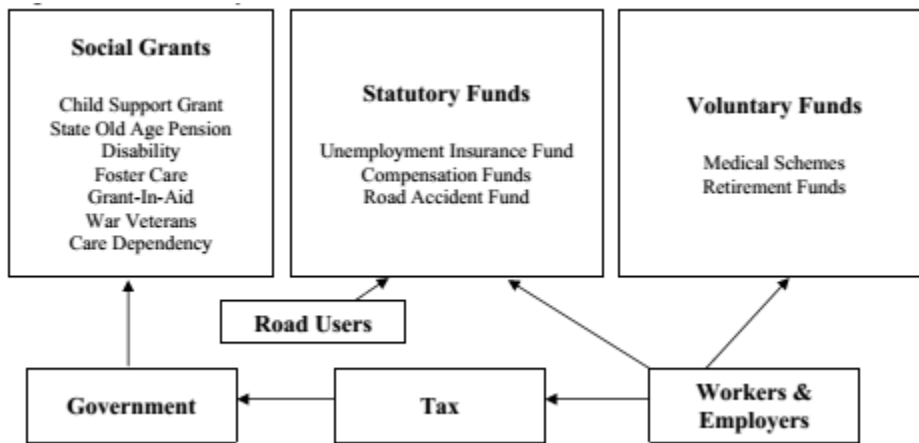 Social Grants
Child Support Grant
State Old Age Pension
Disability
Foster Care
Grant-In-Aid
War Veterans
Care Dependency
Statutory Funds
Unemployment Insurance Fund
Compensation Funds
Road Accident Fund
Voluntary Funds
Medical Schemes
Retirement Funds
Road Users
Government
Tax
Workers &
Employers